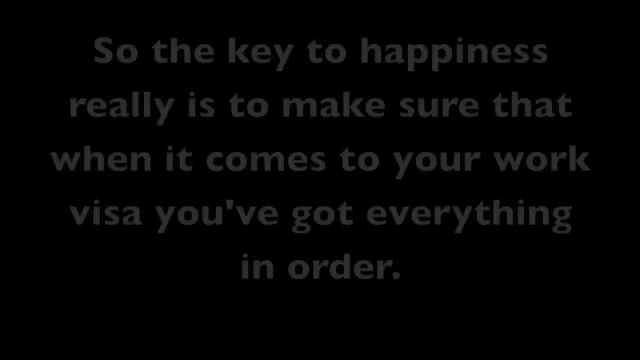 So the key to happiness
really is to make sure that
when it comes to your work
visa you've got everything
in order.